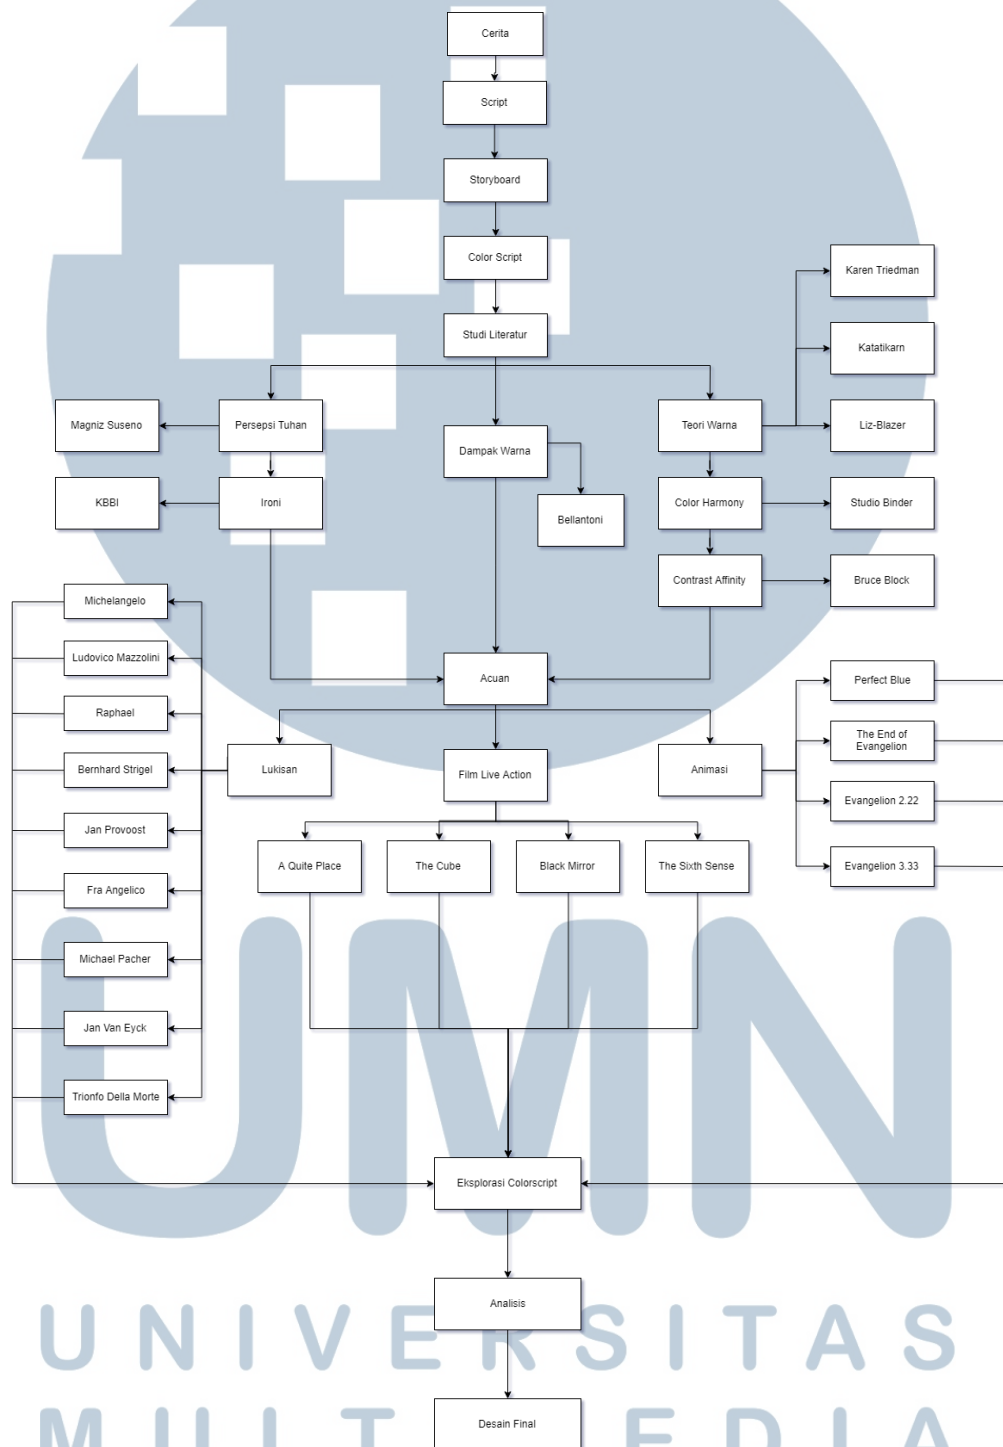 Cerita
Script
Storyboard
Color Script
Studi Literatur
Karen Triedman
Katatikarn
Magniz Suseno
Persepsi Tuhan
Teori Warna
Liz-Blazer
Dampak Warna
KBBI
Ironi
Color Harmony
Studio Binder
Bellantoni
Contrast Affinity
Bruce Block
Michelangelo
Ludovico Mazzolini
Acuan
Perfect Blue
Raphael
The End of
Evangelion
Bernhard Strigel
Lukisan
Film Live Action
Animasi
Evangelion 2.22
Jan Provoost
A Quite Place
The Cube
Black Mirror
The Sixth Sense
Evangelion 3.33
Fra Angelico
Michael Pacher
Jan Van Eyck
Trionfo Della Morte
UMN
Eksplorasi Colorscript
Analisis
UNIVERSITAS
Desain Final